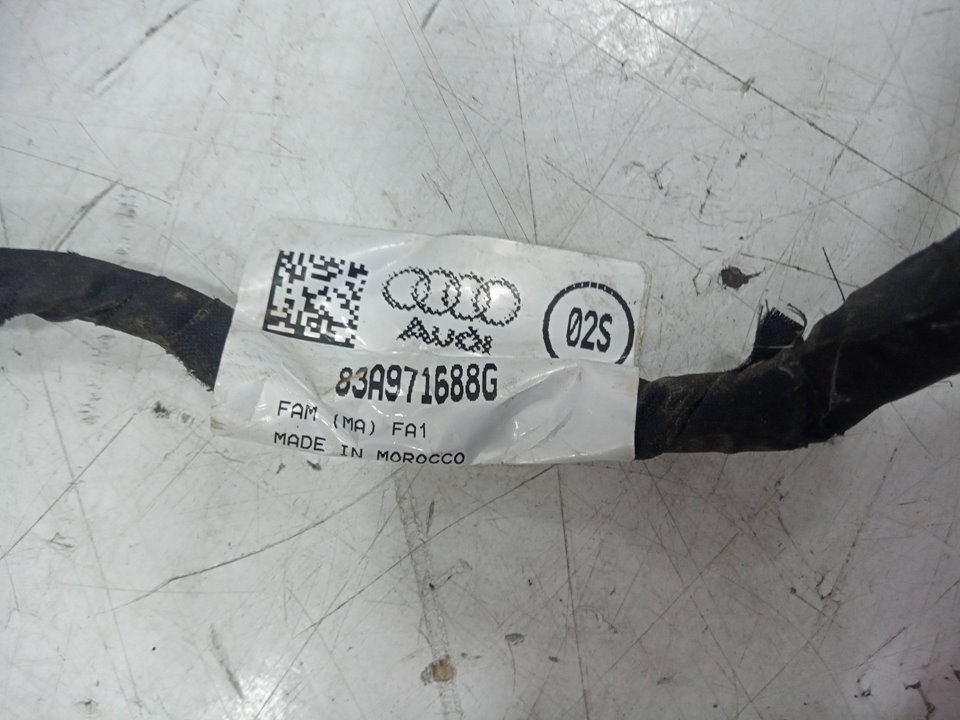 Audi
02S
83A971688G
FAM (MA) FA1
MADE IN MOROCCO